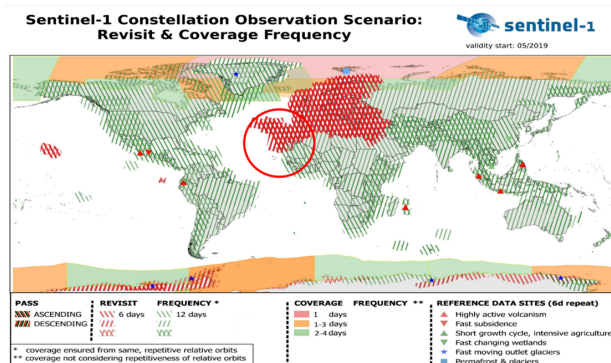 Sentinel-1 Constellation Observation Scenario:
Revisit & Coverage Frequency
sentinel-1
validity start: 05/2019
PASS
ASCENDING
DESCENDING
REVISIT FREQUENCY *
6 days 12 days
COVERAGE FREQUENCY **
1 days
1-3 days
2-4 days
REFERENCE DATA SITES (6d repeat)
Highly active volcanism
Fast subsidence
Short growth cycle, intensive agriculture
Fast changing wetlands
Fast moving outlet glaciers
Permafrost & glaciers
* coverage ensured from same, repetitive relative orbits
** coverage not considering repetitiveness of relative orbits